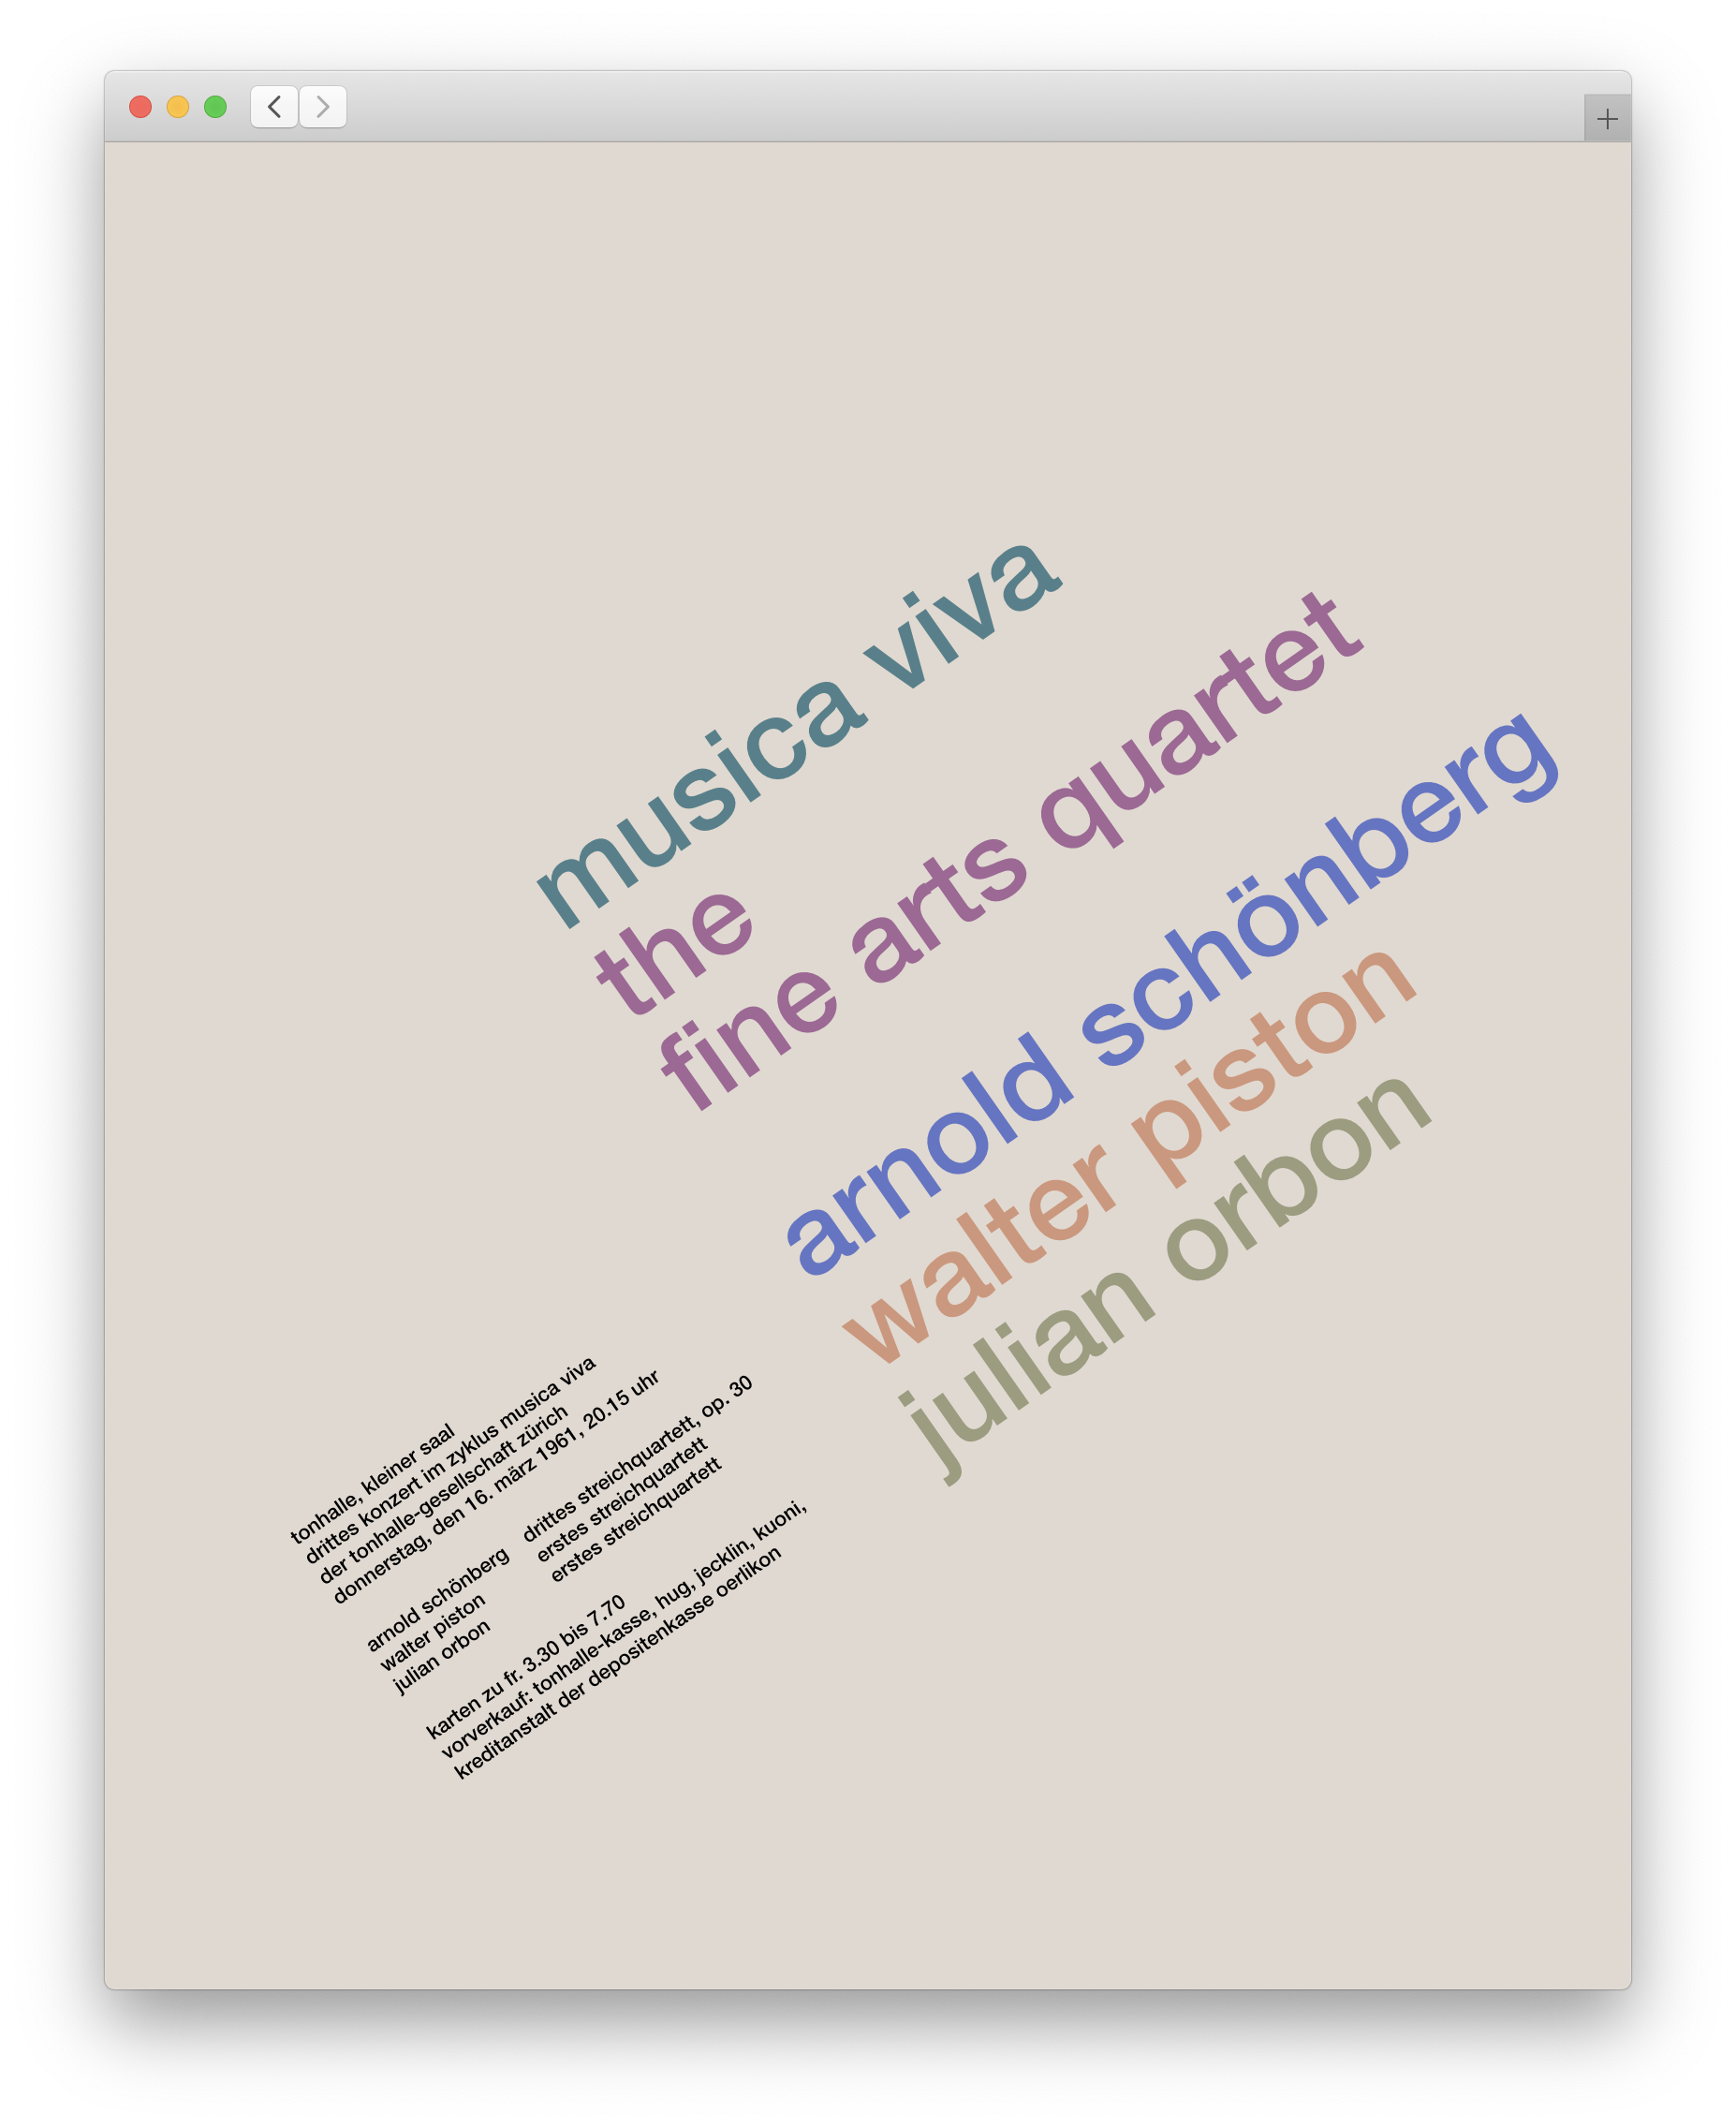 musica viva
the
fine arts quartet
arnold schönberg
walter piston
julian orbon
tonhalle, kleiner saal
drittes konzert im zyklus musica viva
der tonhalle-gesellschaft zürich
donnerstag, den 16. märz 1961, 20.15 uhr
arnold schönberg drittes streichquartett, op. 30
walter piston erstes streichquartett
julian orbon erstes streichquartett
karten zu fr. 3.30 bis 7.70
vorverkauf: tonhalle-kasse, hug, jecklin, kuoni,
kreditanstalt der depositenkasse oerlikon